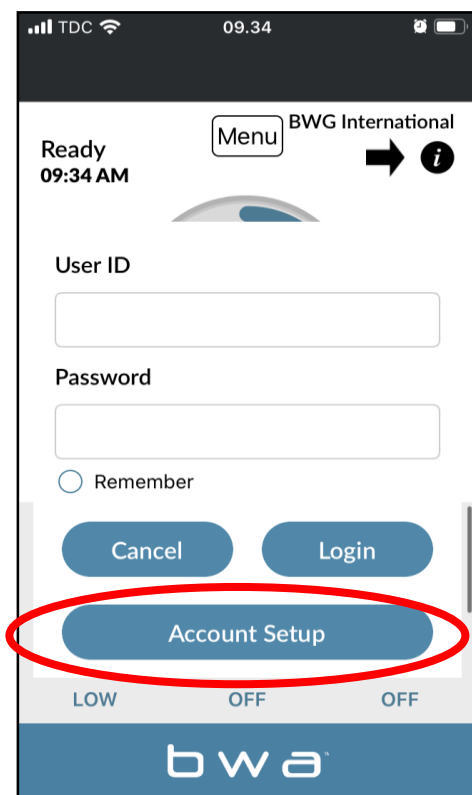 TDC 09.34
BWG International
Menu
Ready
09:34 AM
i
User ID
Password
Remember
Cancel Login
Account Setup
LOW OFF OFF
bwa™